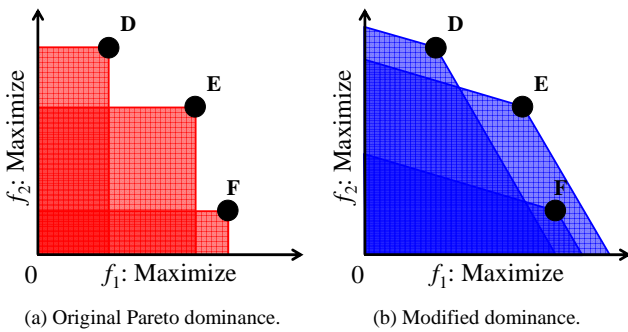 D
E
F
f2: Maximize
0
f1: Maximize
(a) Original Pareto dominance.
D
E
F
f2: Maximize
0
f1: Maximize
(b) Modified dominance.